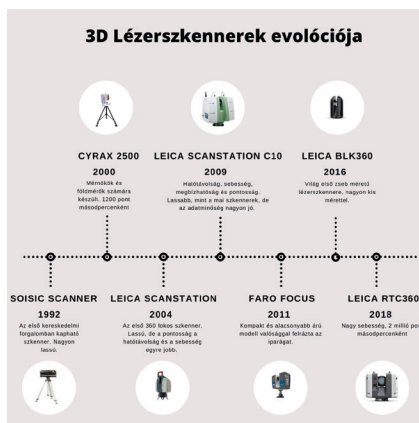 3D Lézerszkennerek evolóciója
CYRAX 2500
2000
Mérnökök és
földmérők számára
készült. 1200 pont
másodpercenként
LEICA SCANSTATION C10
2009
Hatótávolság, sebesség,
megbízhatóság és pontosság.
Lassabb, mint a mai szkennerek, de
az adatminőség nagyon jó.
LEICA BLK360
2016
Világ első zseb méretű
lézerszkennere, nagyon kis
mérettel.
SOISIC SCANNER
1992
Az első kereskedelmi
forgalomban kapható
szkenner. Nagyon
lassú.
LEICA SCANSTATION
2004
Az első 360 fokos szkenner.
Lassú, de a pontosság a
hatótávolság és a sebesség
egyre jobb.
FARO FOCUS
2011
Kompakt és alacsonyabb árú
modell valósággal felrázta az
iparágat.
LEICA RTC360
2018
Nagy sebesség, 2 millió po
másodpercenként